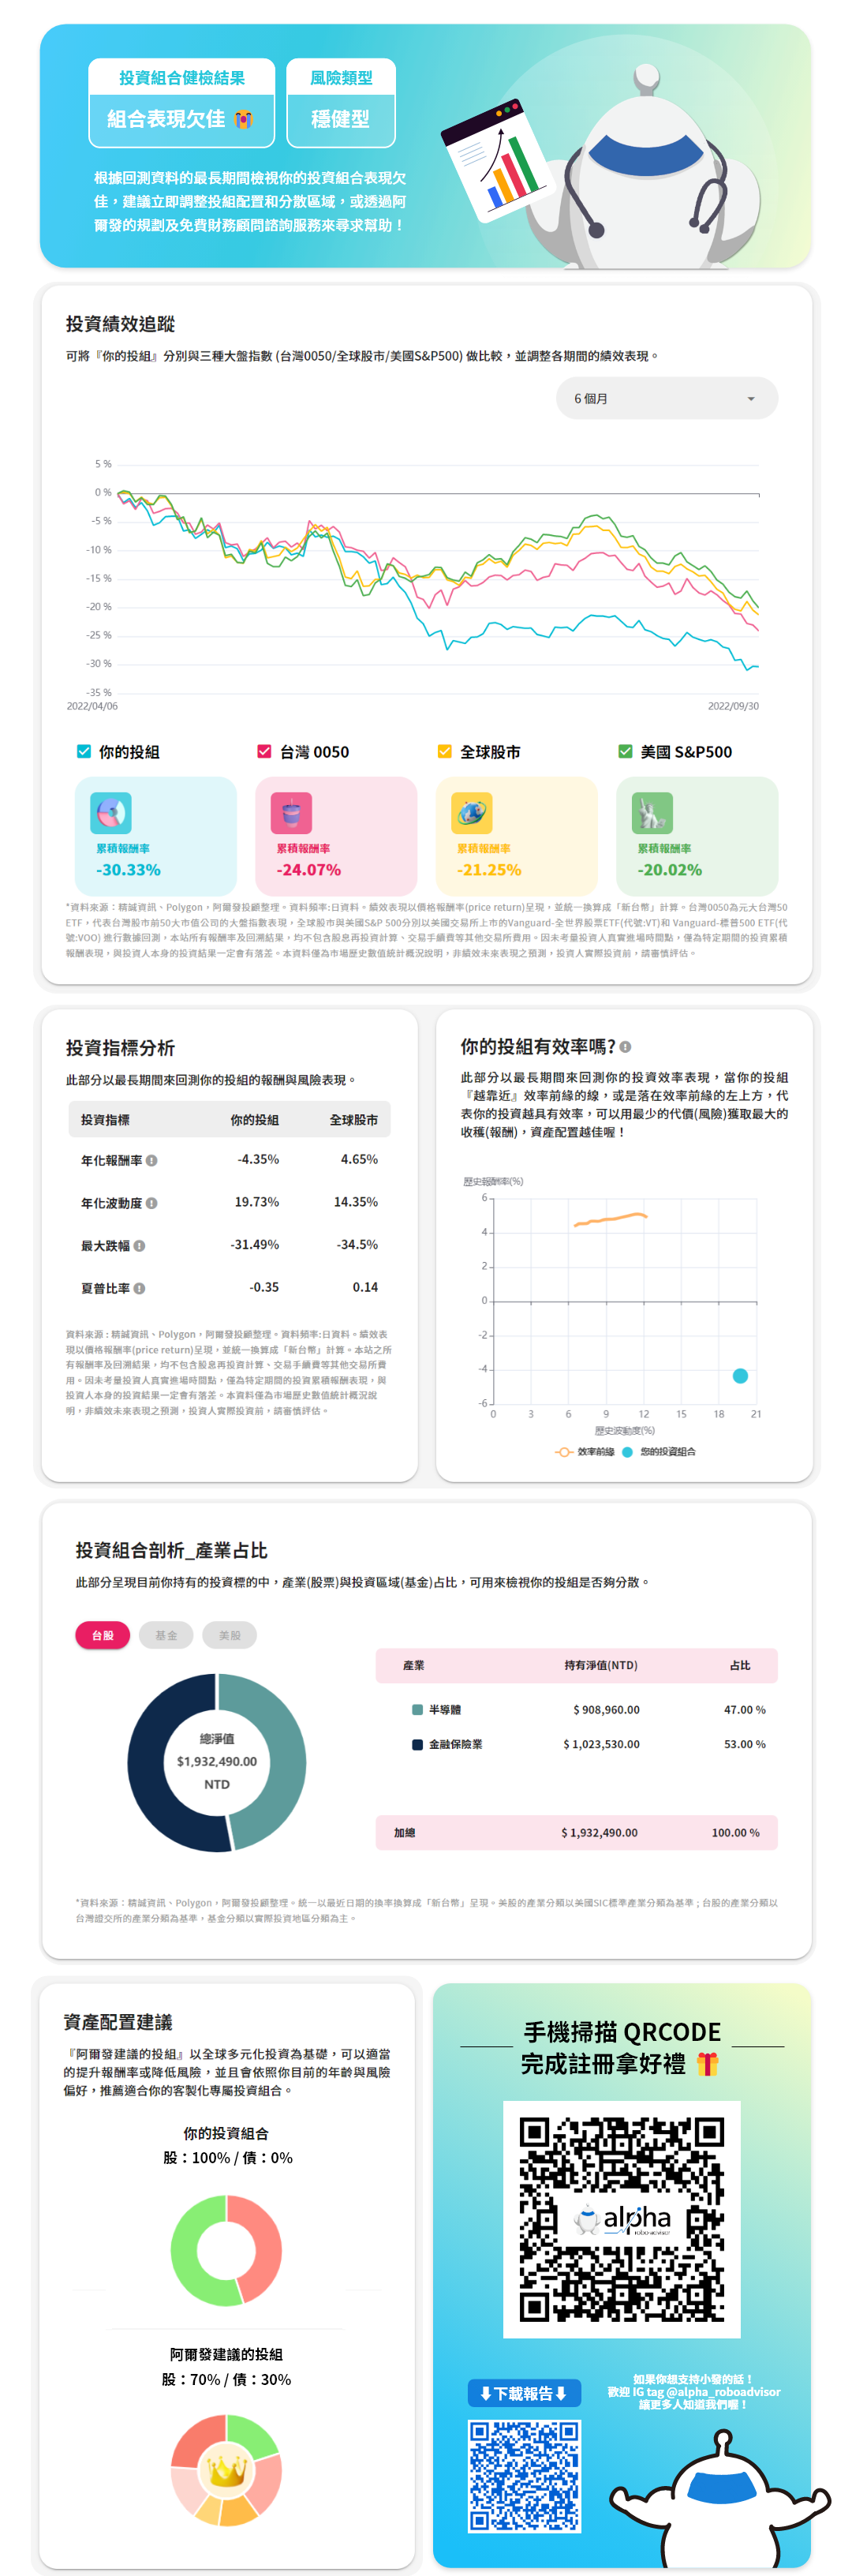 投資組合健檢結果
組合表現欠佳 😭
風險類型
穩健型
根據回測資料的最長期間檢視你的投資組合表現欠
佳，建議立即調整投組配置和分散區域，或透過阿
爾發的規劃及免費財務顧問諮詢服務來尋求幫助！
投資績效追蹤
可將『你的投組』分別與三種大盤指數 (台灣0050/全球股市/美國S&P500) 做比較，並調整各期間的績效表現。
6 個月
5 %
0 %
-5 %
-10 %
-15 %
-20 %
-25 %
-30 %
-35 %
2022/04/06
2022/09/30
你的投組
台灣 0050
全球股市
美國 S&P500
累積報酬率
-30.33%
累積報酬率
-24.07%
累積報酬率
-21.25%
累積報酬率
-20.02%
*資料來源：精誠資訊、Polygon，阿爾發投顧整理。資料頻率:日資料。績效表現以價格報酬率(price return)呈現，並統一換算成「新台幣」計算。台灣0050為元大台灣50
ETF，代表台灣股市前50大市值公司的大盤指數表現，全球股市與美國S&P 500分別以美國交易所上市的Vanguard-全世界股票ETF(代號:VT)和 Vanguard-標普500 ETF(代
號:VOO) 進行數據回測，本站所有報酬率及回溯結果，均不包含股息再投資計算、交易手續費等其他交易所費用。因未考量投資人真實進場時間點，僅為特定期間的投資累積
報酬表現，與投資人本身的投資結果一定會有落差。本資料僅為市場歷史數值統計概況說明，非績效未來表現之預測，投資人實際投資前，請審慎評估。
投資指標分析
此部分以最長期間來回測你的投組的報酬與風險表現。
投資指標 你的投組 全球股市
年化報酬率 -4.35% 4.65%
年化波動度 19.73% 14.35%
最大跌幅 -31.49% -34.5%
夏普比率 -0.35 0.14
資料來源 : 精誠資訊、Polygon，阿爾發投顧整理。資料頻率:日資料。績效表
現以價格報酬率(price return)呈現，並統一換算成「新台幣」計算。本站之所
有報酬率及回溯結果，均不包含股息再投資計算、交易手續費等其他交易所費
用。因未考量投資人真實進場時間點，僅為特定期間的投資累積報酬表現，與
投資人本身的投資結果一定會有落差。本資料僅為市場歷史數值統計概況說
明，非績效未來表現之預測，投資人實際投資前，請審慎評估。
你的投組有效率嗎?
此部分以最長期間來回測你的投資效率表現，當你的投組
『越靠近』效率前緣的線，或是落在效率前緣的左上方，代
表你的投資越具有效率，可以用最少的代價(風險)獲取最大的
收穫(報酬)，資產配置越佳喔！
歷史報酬率(%)
6
4
2
0
-2
-4
-6
0 3 6 9 12 15 18 21
歷史波動度(%)
效率前緣 您的投資組合
投資組合剖析_產業占比
此部分呈現目前你持有的投資標的中，產業(股票)與投資區域(基金)占比，可用來檢視你的投組是否夠分散。
台股 基金 美股
總淨值
$1,932,490.00
NTD
產業 持有淨值(NTD) 占比
半導體 $ 908,960.00 47.00 %
金融保險業 $ 1,023,530.00 53.00 %
加總 $ 1,932,490.00 100.00 %
*資料來源：精誠資訊、Polygon，阿爾發投顧整理。統一以最近日期的換率換算成「新台幣」呈現。美股的產業分類以美國SIC標準產業分類為基準 ; 台股的產業分類以
台灣證交所的產業分類為基準，基金分類以實際投資地區分類為主。
資產配置建議
『阿爾發建議的投組』以全球多元化投資為基礎，可以適當
的提升報酬率或降低風險，並且會依照你目前的年齡與風險
偏好，推薦適合你的客製化專屬投資組合。
你的投資組合
股：100% / 債：0%
阿爾發建議的投組
股：70% / 債：30%
手機掃描 QRCODE
完成註冊拿好禮 🎁
alpha
robo-advisor
⬇下載報告⬇
如果你想支持小發的話！
歡迎 IG tag @alpha_roboadvisor
讓更多人知道我們喔！